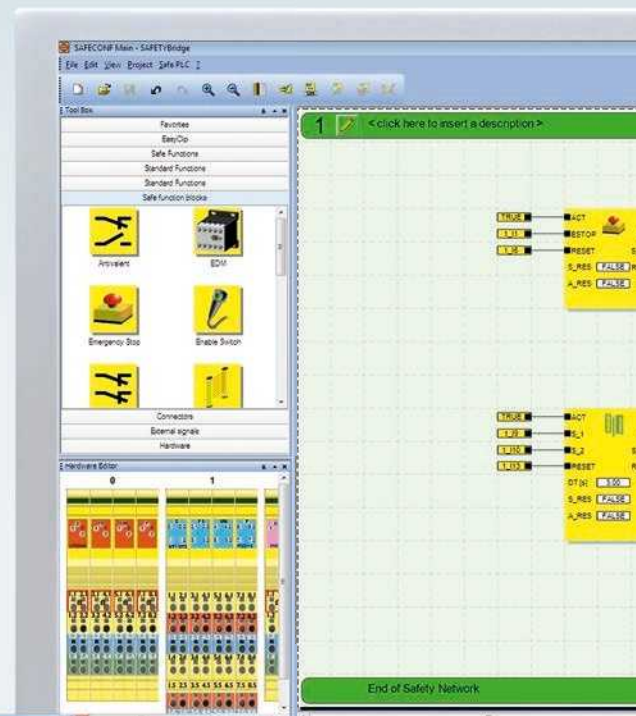 SAFECONF Main - SAFETYBridge
File Edit View Project Safe PLC ?
Tool Box
Favorites
EasyClip
Safe Functions
Standard Functions
Standard Functions
Safe function blocks
Antivalent
EDM
Emergency Stop
Enable Switch
Connectors
External signals
Hardware
Hardware Editor
0
1
1
<click here to insert a description >
TRUE
ACT
ESTOP
RESET
S_RES FALSE
A_RES FALSE
TRUE
ACT
S_1
S_2
RESET
DT [s] 3.00
S_RES FALSE
A_RES FALSE
End of Safety Network